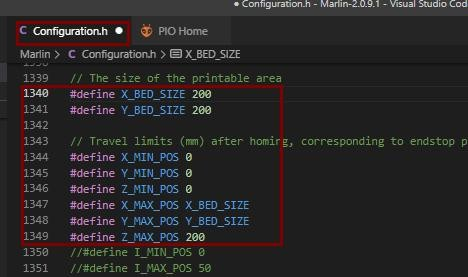 ● Configuration.h - Marlin-2.0.9.1 - Visual Studio Cod
C Configuration.h ● PIO Home
Marlin > C Configuration.h > X_BED_SIZE
1339 // The size of the printable area
1340 #define X_BED_SIZE 200
1341 #define Y_BED_SIZE 200
1342
1343 // Travel limits (mm) after homing, corresponding to endstop p
1344 #define X_MIN_POS 0
1345 #define Y_MIN_POS 0
1346 #define Z_MIN_POS 0
1347 #define X_MAX_POS X_BED_SIZE
1348 #define Y_MAX_POS Y_BED_SIZE
1349 #define Z_MAX_POS 200
1350 //#define I_MIN_POS 0
1351 //#define I_MAX_POS 50